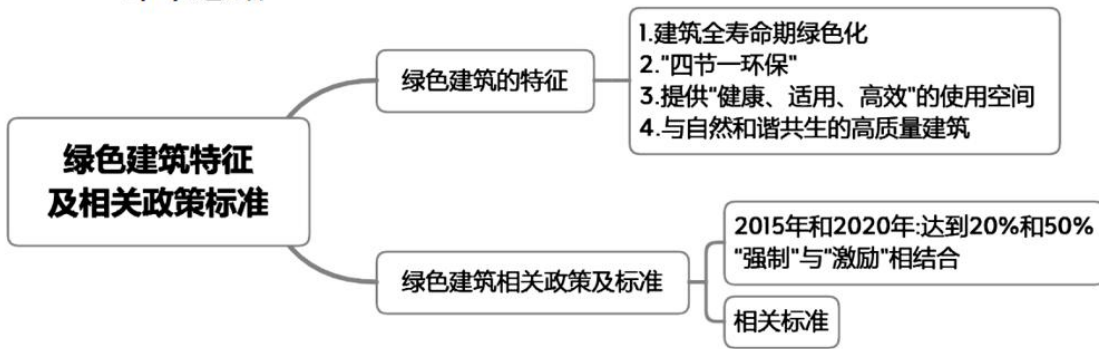 绿色建筑特征
及相关政策标准
绿色建筑的特征
1.建筑全寿命期绿色化
2."四节一环保"
3.提供"健康、适用、高效"的使用空间
4.与自然和谐共生的高质量建筑
绿色建筑相关政策及标准
2015年和2020年:达到20%和50%
"强制"与"激励"相结合
相关标准